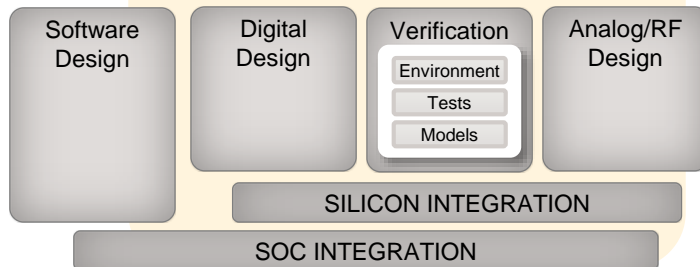 Software
Design
Digital
Design
Verification
Environment
Tests
Models
Analog/RF
Design
SILICON INTEGRATION
SOC INTEGRATION